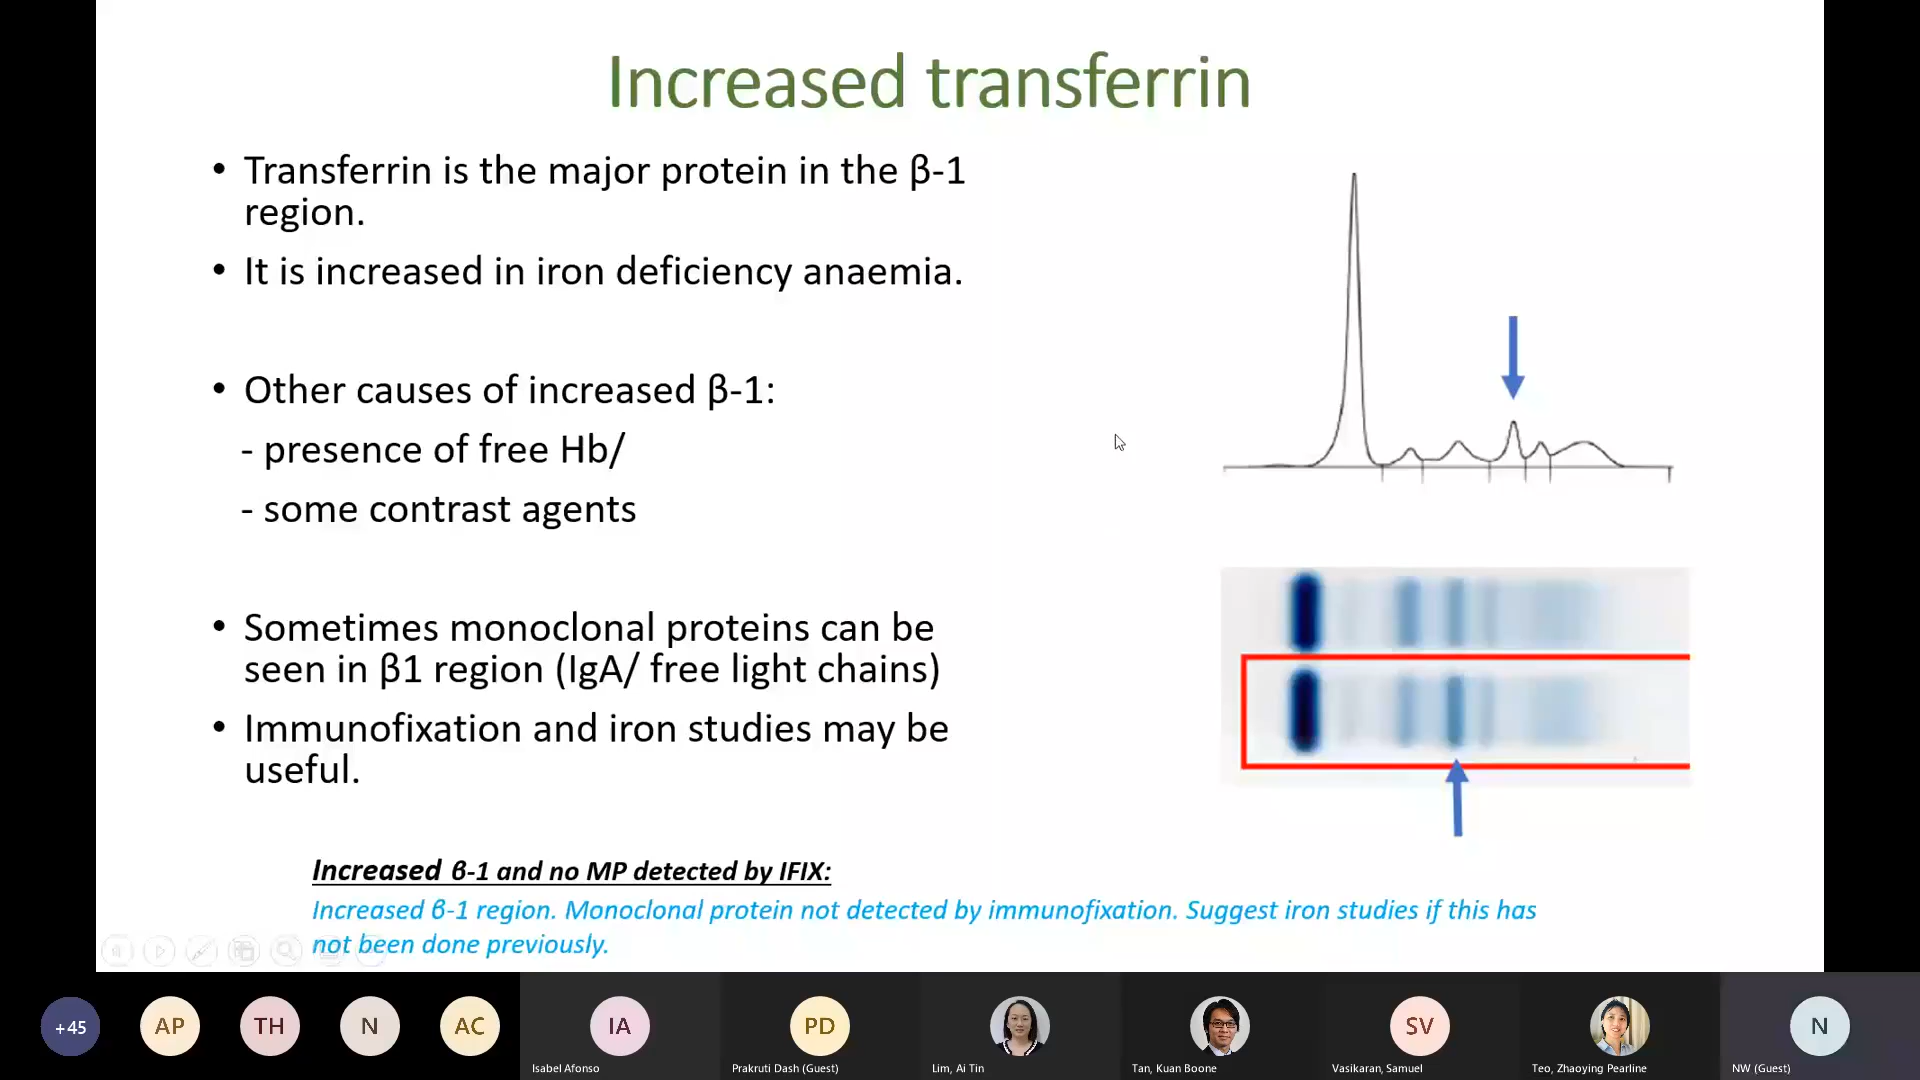 Increased transferrin
• Transferrin is the major protein in the β-1
region.
• It is increased in iron deficiency anaemia.
• Other causes of increased β-1:
- presence of free Hb/
- some contrast agents
• Sometimes monoclonal proteins can be
seen in β1 region (IgA/ free light chains)
• Immunofixation and iron studies may be
useful.
Increased β-1 and no MP detected by IFIX:
Increased β-1 region. Monoclonal protein not detected by immunofixation. Suggest iron studies if this has
not been done previously.
+45
AP
TH
N
AC
IA
PD
SV
N
Isabel Afonso
Prakruti Dash (Guest)
Lim, Ai Tin
Tan, Kuan Boone
Vasikaran, Samuel
Teo, Zhaoying Pearline
NW (Guest)